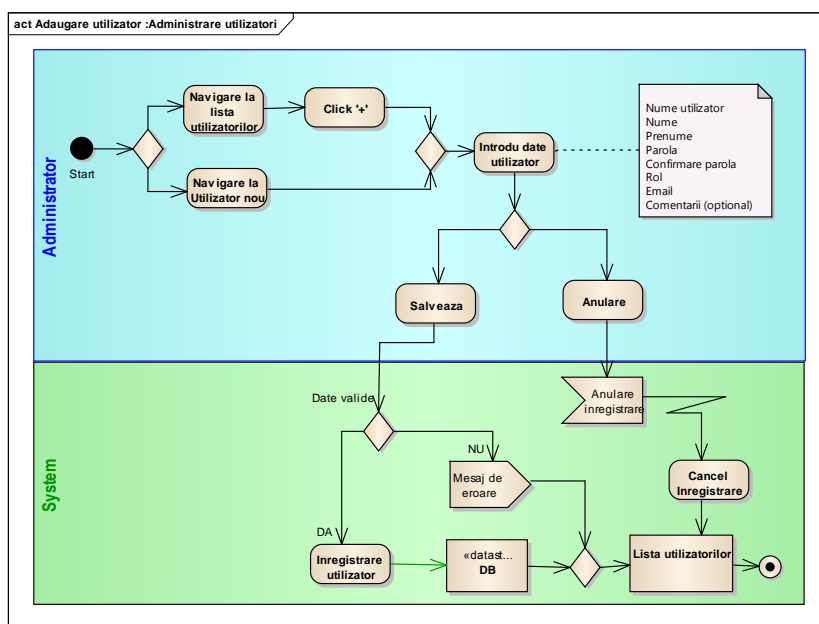 act Adaugare utilizator :Administrare utilizatori
Administrator
Start
Navigare la
lista
utilizatorilor
Click '+'
Navigare la
Utilizator nou
Introdu date
utilizator
Nume utilizator
Nume
Prenume
Parola
Confirmare parola
Rol
Email
Comentarii (optional)
Salveaza
Anulare
System
Date valide
Anulare
inregistrare
NU
Mesaj de
eroare
Cancel
Inregistrare
DA
Inregistrare
utilizator
«datast...
DB
Lista utilizatorilor